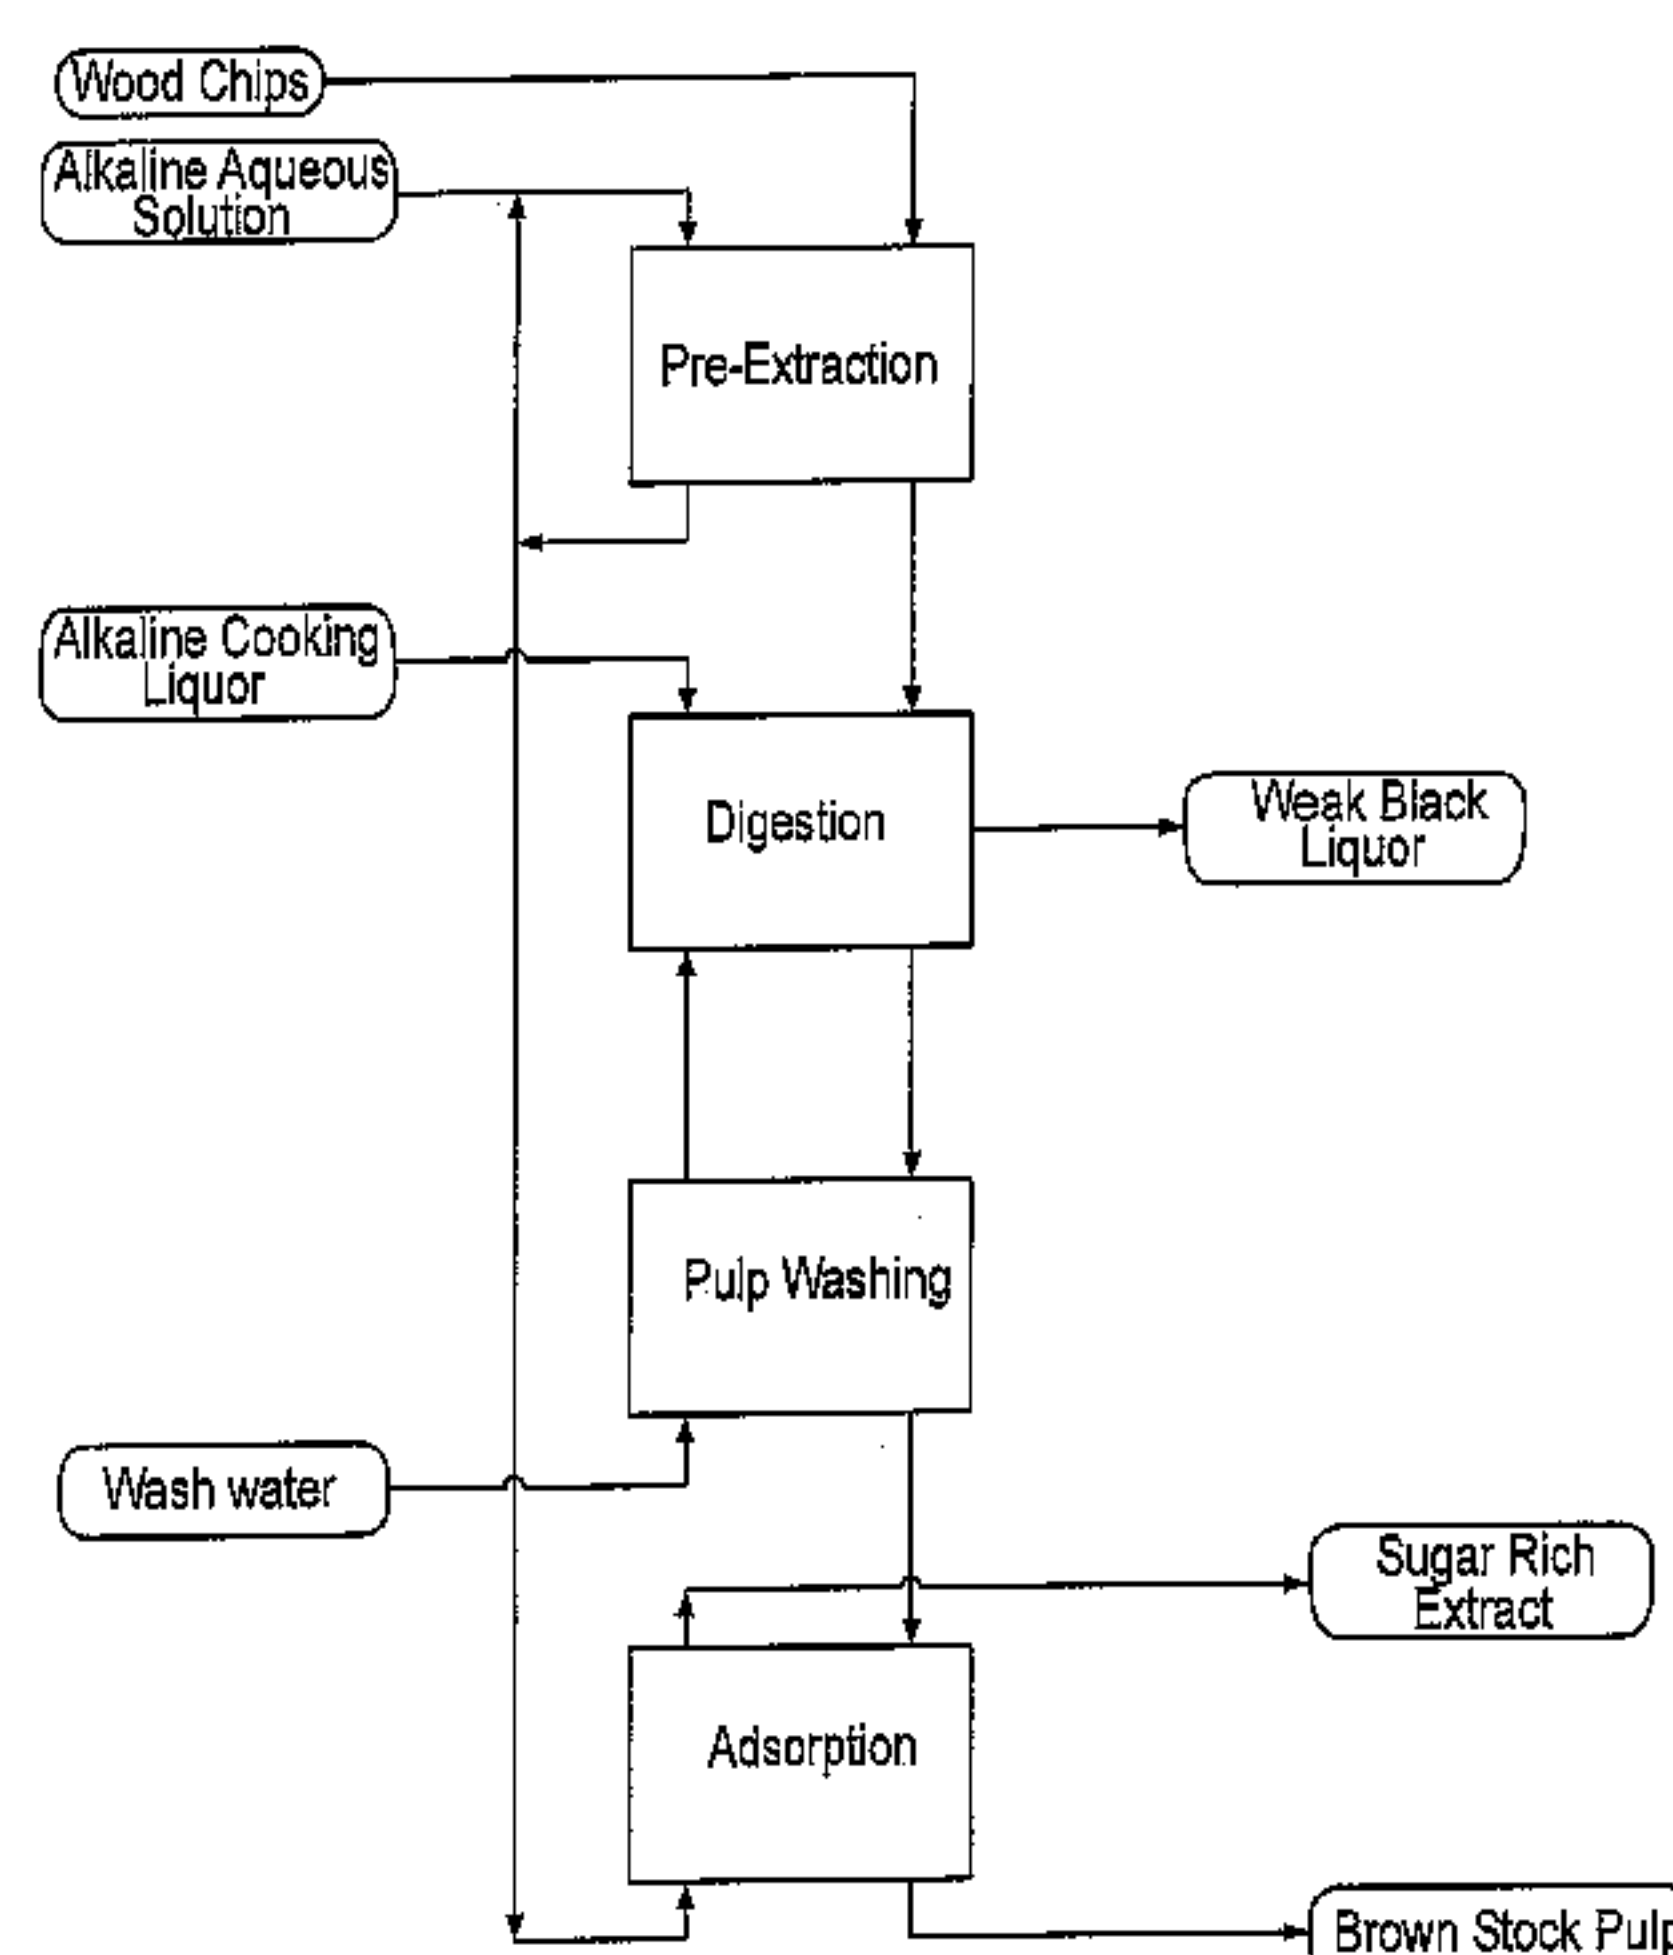 Wood Chips
Alkaline Aqueous
Solution
Pre-Extraction
Alkaline Cooking
Liquor
Digestion
Weak Black
Liquor
Pulp Washing
Wash water
Sugar Rich
Extract
Adsorption
Brown Stock Pulp